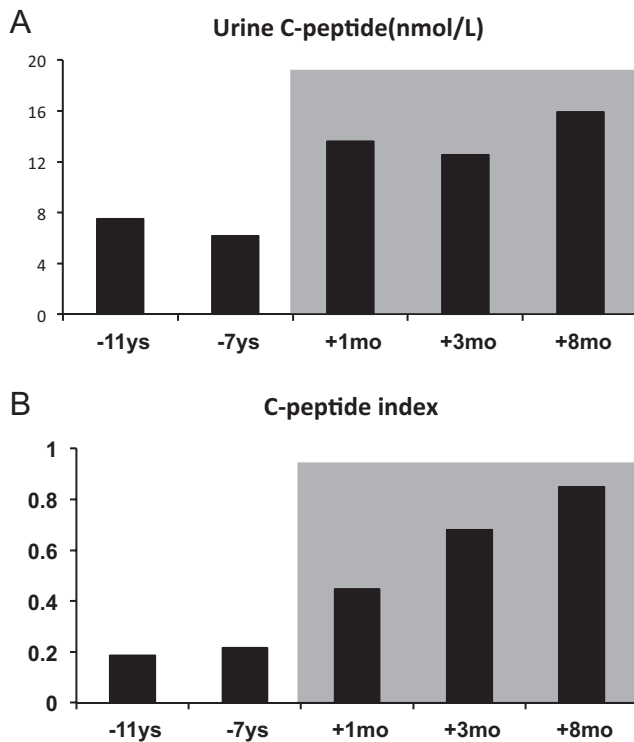 A
Urine C-peptide(nmol/L)
20
16
12
8
4
0
-11ys -7ys +1mo +3mo +8mo
B
C-peptide index
1
0.8
0.6
0.4
0.2
0
-11ys -7ys +1mo +3mo +8mo